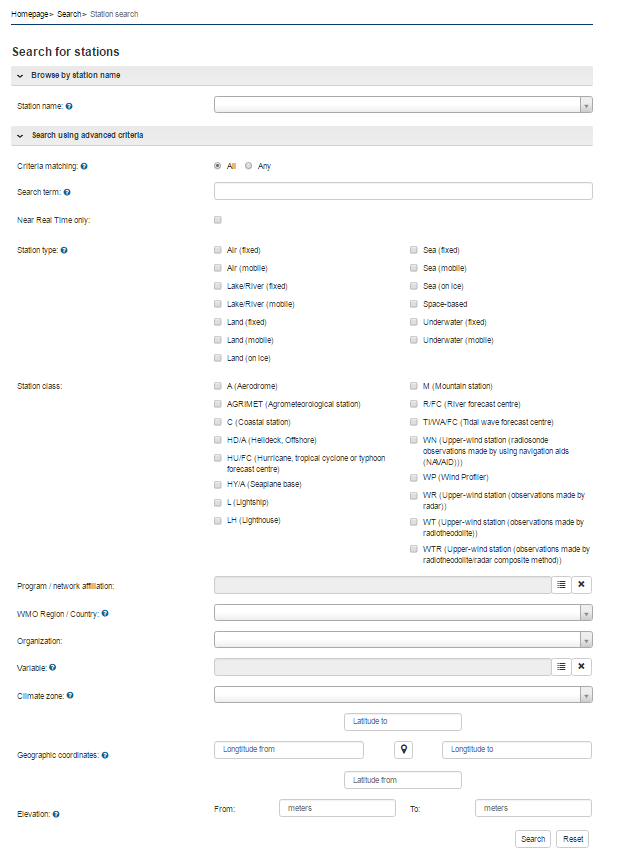 Homepage> Search> Station search
Search for stations
Browse by station name
Station name:
Search using advanced criteria
Criteria matching: All Any
Search term:
Near Real Time only:
Station type:
Air (fixed) Sea (fixed)
Air (mobile) Sea (mobile)
Lake/River (fixed) Sea (on ice)
Lake/River (mobile) Space-based
Land (fixed) Underwater (fixed)
Land (mobile) Underwater (mobile)
Land (on ice)
Station class:
A (Aerodrome)
AGRIMET (Agrometeorological station)
C (Coastal station)
HD/A (Helideck, Offshore)
HU/FC (Hurricane, tropical cyclone or typhoon
forecast centre)
HY/A (Seaplane base)
L (Lightship)
LH (Lighthouse)
M (Mountain station)
R/FC (River forecast centre)
TI/WA/FC (Tidal wave forecast centre)
WN (Upper-wind station (radiosonde
observations made by using navigation aids
(NAVAID)))
WP (Wind Profiler)
WR (Upper-wind station (observations made by
radar))
WT (Upper-wind station (observations made by
radiotheodolite))
WTR (Upper-wind station (observations made by
radiotheodolite/radar composite method))
Program / network affiliation:
WMO Region / Country:
Organization:
Variable:
Climate zone:
Latitude to
Geographic coordinates: Longtitude from Longtitude to
Latitude from
Elevation: From: meters To: meters
Search Reset